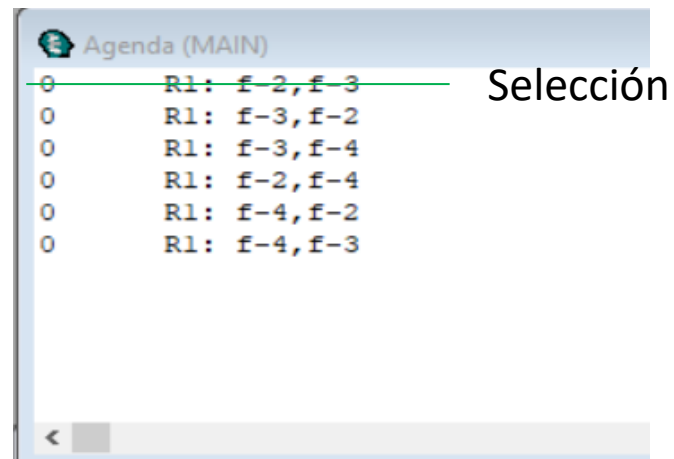 Agenda (MAIN)
0 R1: f-2,f-3 Selección
0 R1: f-3,f-2
0 R1: f-3,f-4
0 R1: f-2,f-4
0 R1: f-4,f-2
0 R1: f-4,f-3